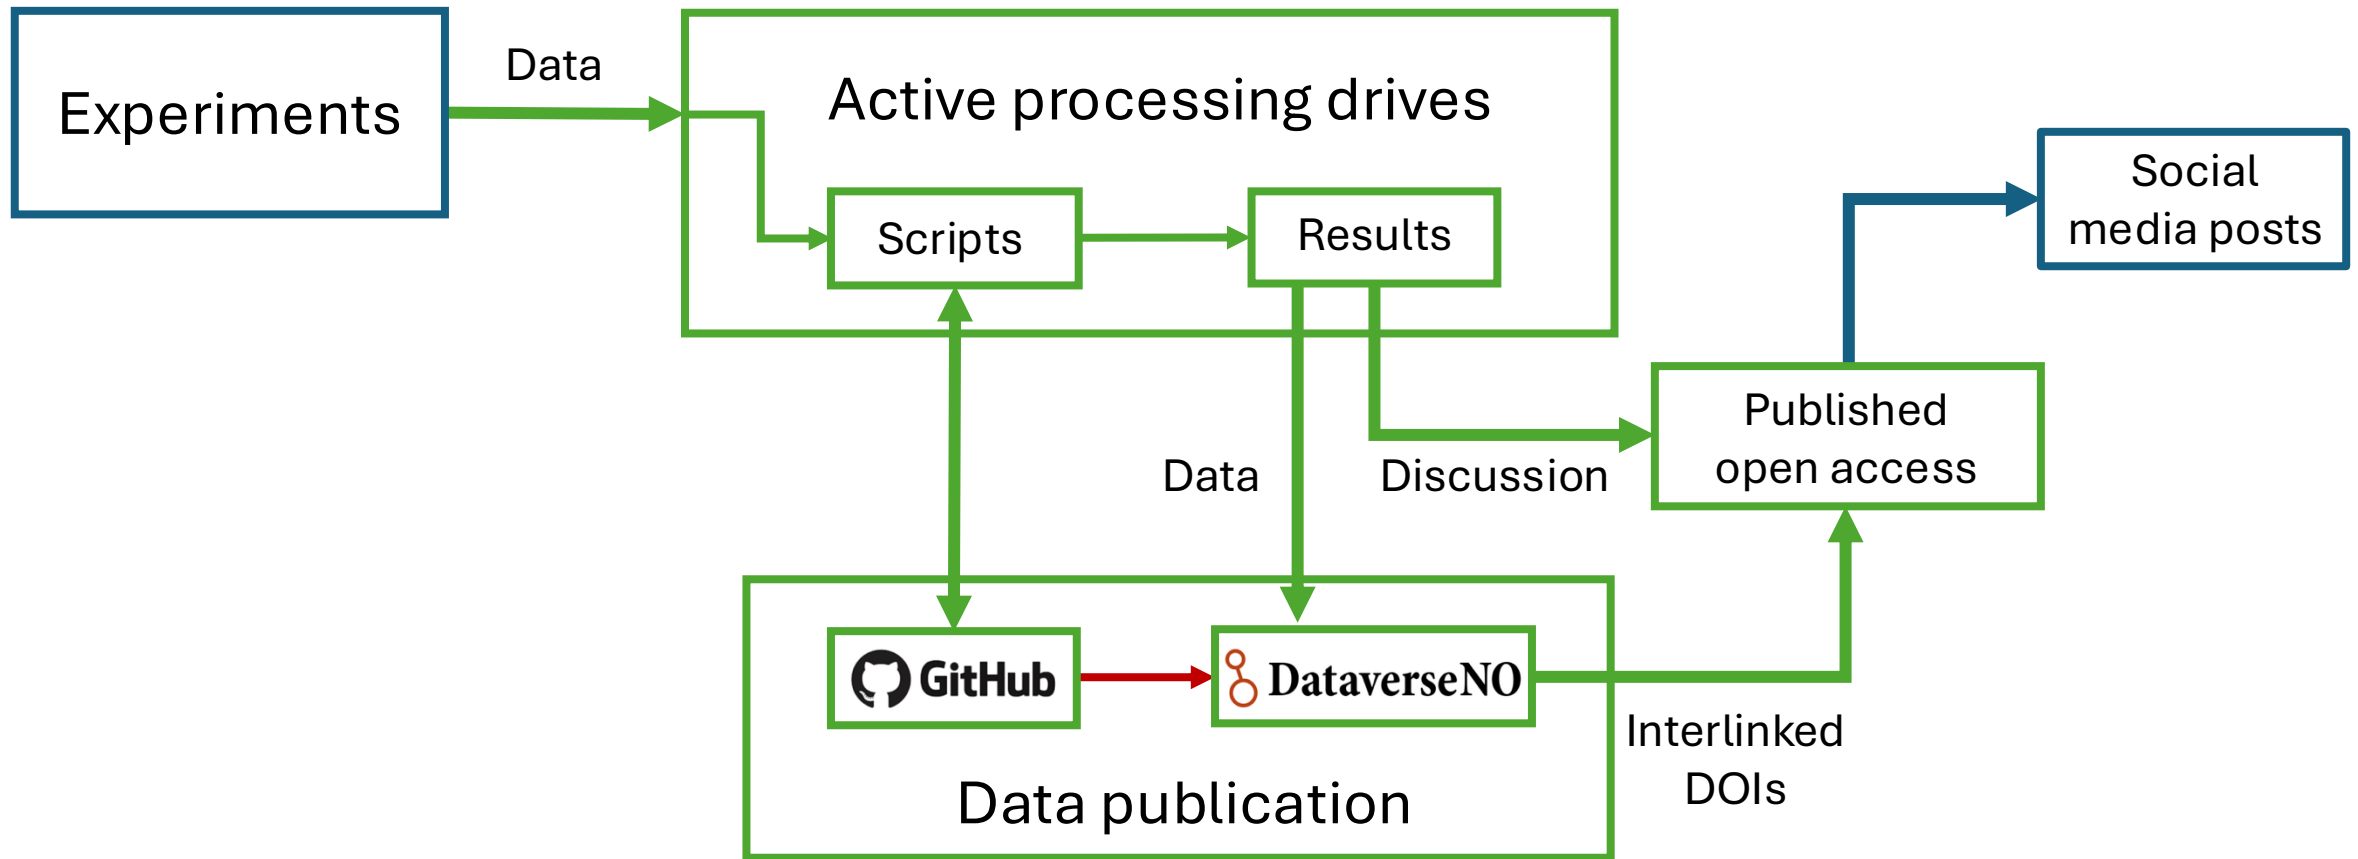 Experiments
Data
Active processing drives
Scripts
Results
Social
media posts
Published
open access
Data
Discussion
GitHub
DataverseNO
Interlinked
DOIs
Data publication